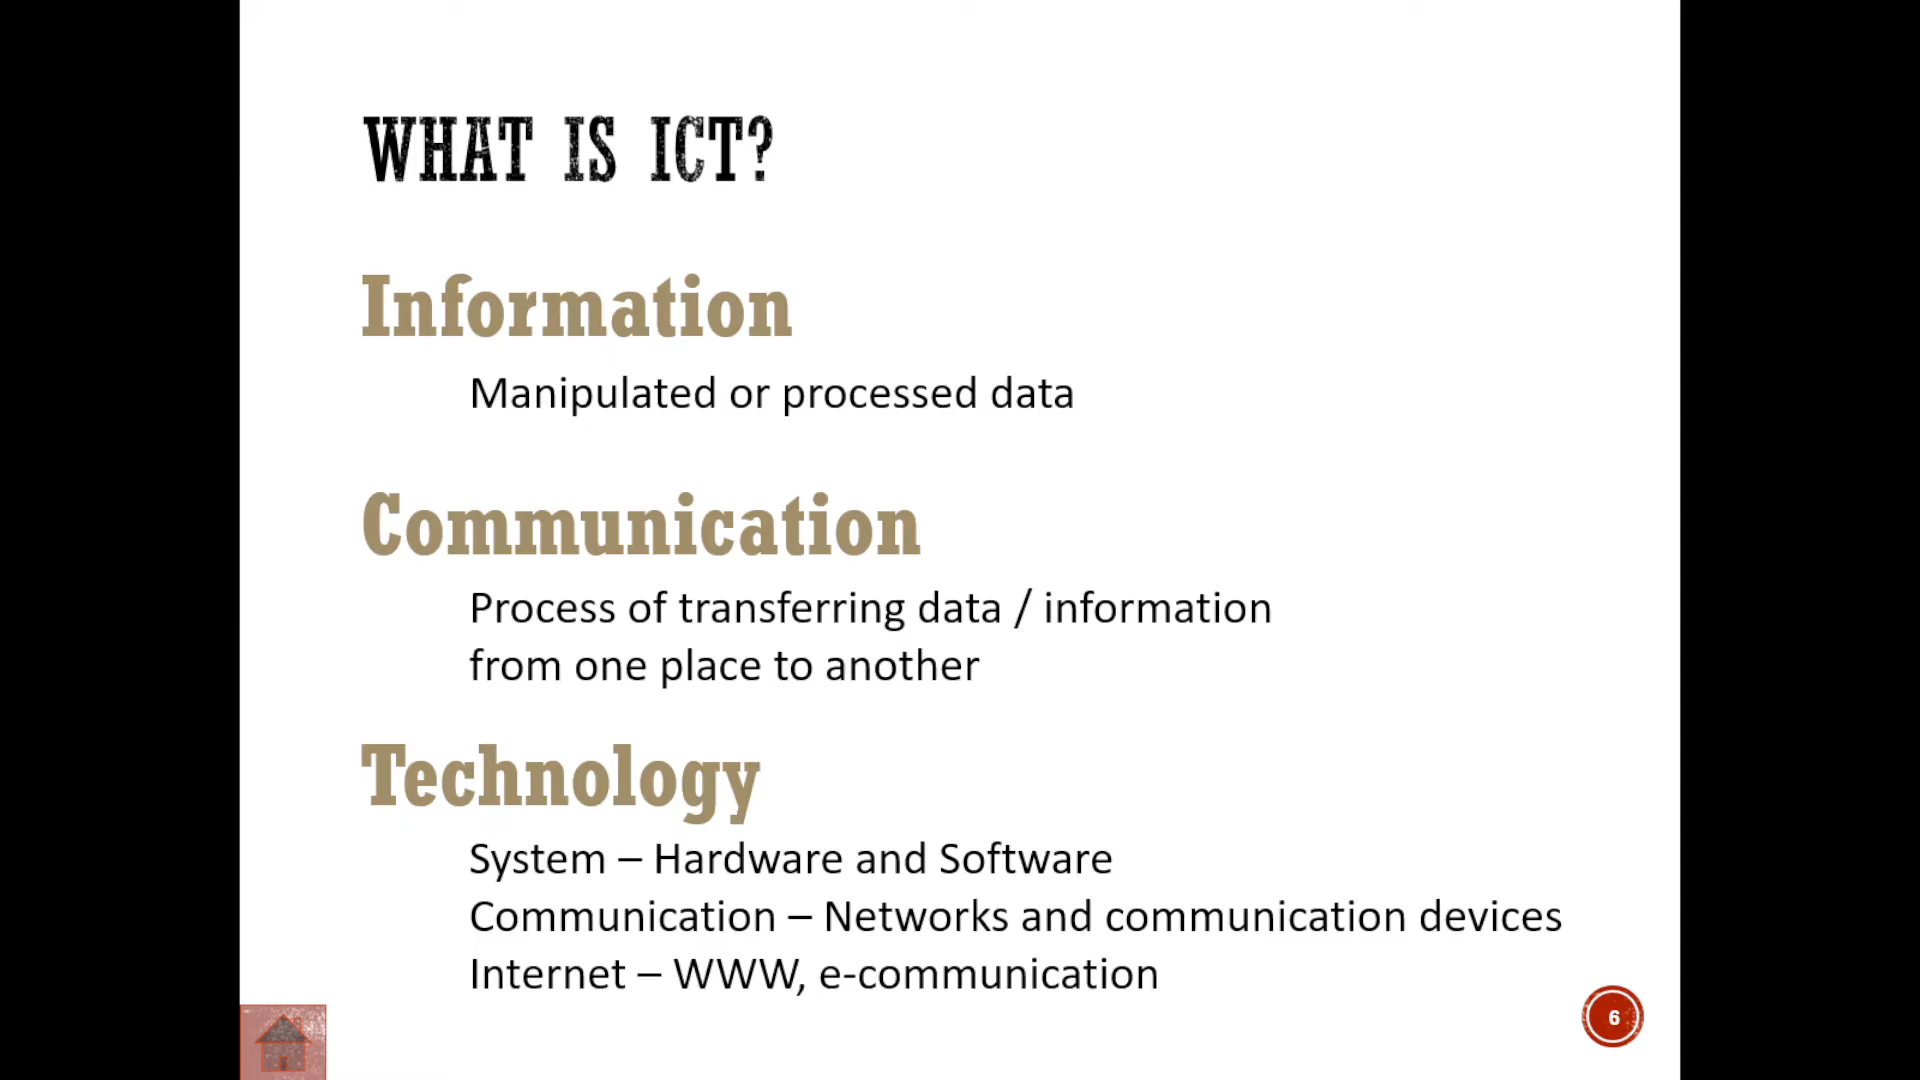 WHAT IS ICT?
Information
Manipulated or processed data
Communication
Process of transferring data / information
from one place to another
Technology
System – Hardware and Software
Communication – Networks and communication devices
Internet – WWW, e-communication
6